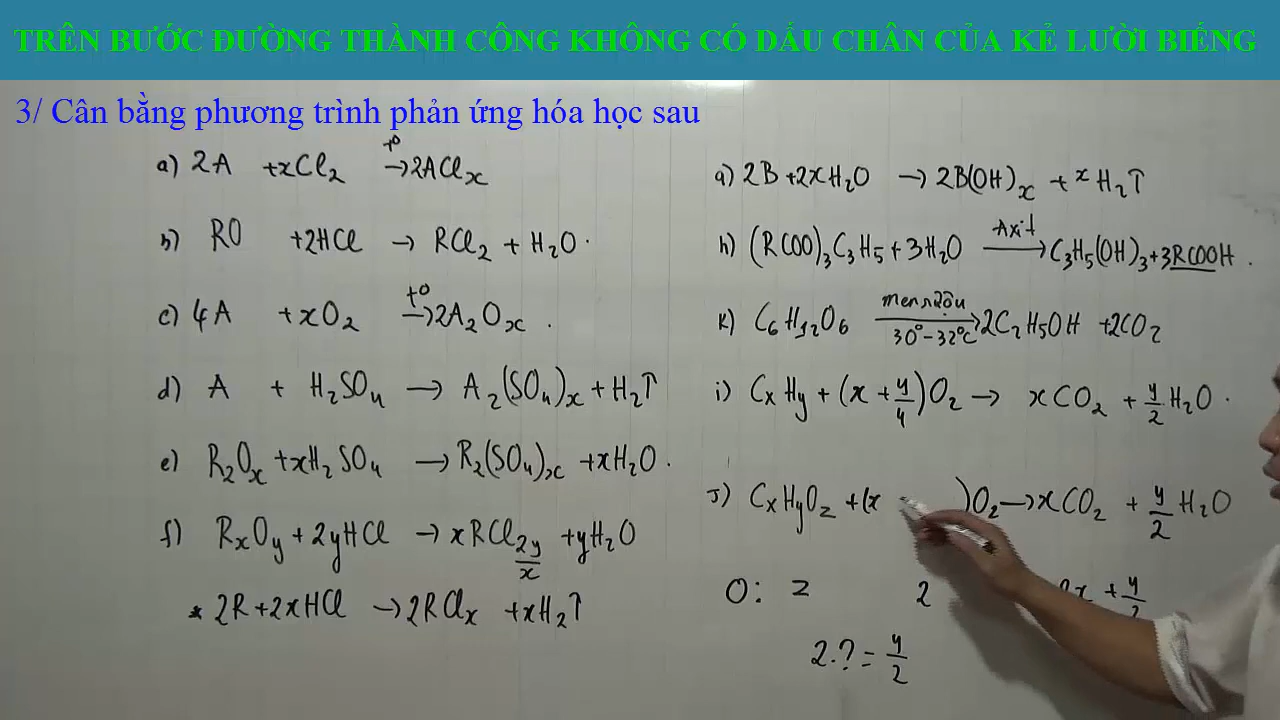 TRÊN BƯỚC ĐƯỜNG THÀNH CÔNG KHÔNG CÓ DẤU CHÂN CỦA KẺ LƯỜI BIẾNG
3/ Cân bằng phương trình phản ứng hóa học sau
a) 2A + xCl₂ →(t⁰) 2AClₓ
b) RO + 2HCl → RCl₂ + H₂O.
c) 4A + xO₂ →(t⁰) 2A₂Oₓ.
d) A + H₂SO₄ → A₂(SO₄)ₓ + H₂↑
e) R₂Oₓ + xH₂SO₄ → R₂(SO₄)ₓ + xH₂O.
f) RₓOy + 2yHCl → xRCl2y/x + yH₂O
* 2R + 2xHCl → 2RClₓ + xH₂↑
a) 2B + 2xH₂O → 2B(OH)ₓ + xH₂↑
h) (RCOO)₃C₃H₅ + 3H₂O →(Axit) C₃H₅(OH)₃ + 3RCOOH.
k) C₆H₁₂O₆ →(men rượu, 30°-32°C) 2C₂H₅OH + 2CO₂
i) CₓHy + (x + y/4)O₂ → xCO₂ + y/2 H₂O.
J) CₓHyOz + (x )O₂ → xCO₂ + y/2 H₂O
O: z 2 2x + y/2
2.? = y/2